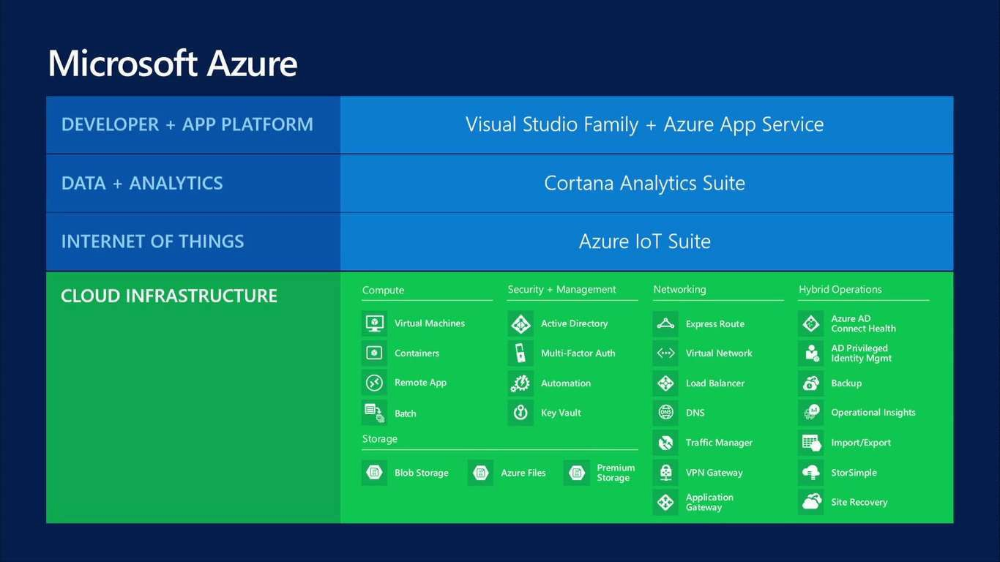 Microsoft Azure
DEVELOPER + APP PLATFORM
Visual Studio Family + Azure App Service
DATA + ANALYTICS
Cortana Analytics Suite
INTERNET OF THINGS
Azure IoT Suite
CLOUD INFRASTRUCTURE
Compute
Virtual Machines
Containers
Remote App
Batch
Security + Management
Active Directory
Multi-Factor Auth
Automation
Key Vault
Storage
Blob Storage
Azure Files
Premium
Storage
Networking
Express Route
Virtual Network
Load Balancer
DNS
DNS
Traffic Manager
VPN Gateway
Application
Gateway
Hybrid Operations
Azure AD
Connect Health
AD Privileged
Identity Mgmt
Backup
Operational Insights
Import/Export
StorSimple
Site Recovery